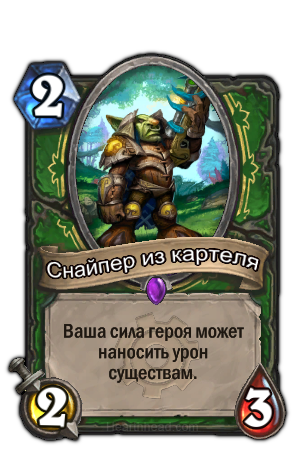 2
Снайпер из картеля
Ваша сила героя может
наносить урон
существам.
2
3